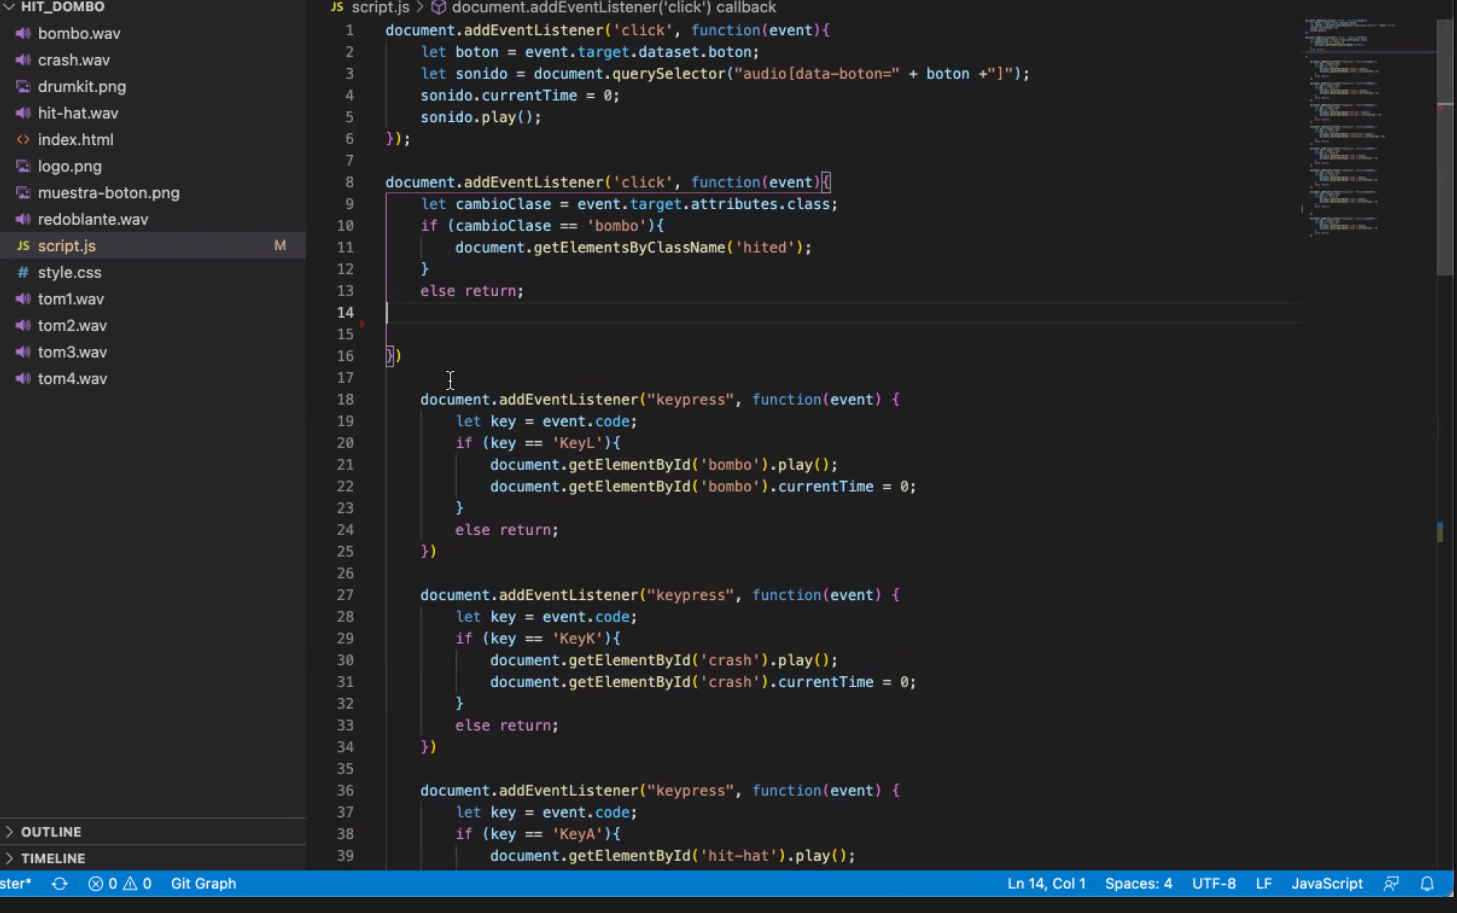 HIT_DOMBO
bombo.wav
crash.wav
drumkit.png
hit-hat.wav
index.html
logo.png
muestra-boton.png
redoblante.wav
JS script.js M
# style.css
tom1.wav
tom2.wav
tom3.wav
tom4.wav
OUTLINE
TIMELINE
JS script.js > document.addEventListener('click') callback
1 document.addEventListener('click', function(event){
2 let boton = event.target.dataset.boton;
3 let sonido = document.querySelector("audio[data-boton=" + boton +"]");
4 sonido.currentTime = 0;
5 sonido.play();
6 });
7
8 document.addEventListener('click', function(event){
9 let cambioClase = event.target.attributes.class;
10 if (cambioClase == 'bombo'){
11 document.getElementsByClassName('hited');
12 }
13 else return;
14
15
16 })
17
18 document.addEventListener("keypress", function(event) {
19 let key = event.code;
20 if (key == 'KeyL'){
21 document.getElementById('bombo').play();
22 document.getElementById('bombo').currentTime = 0;
23 }
24 else return;
25 })
26
27 document.addEventListener("keypress", function(event) {
28 let key = event.code;
29 if (key == 'KeyK'){
30 document.getElementById('crash').play();
31 document.getElementById('crash').currentTime = 0;
32 }
33 else return;
34 })
35
36 document.addEventListener("keypress", function(event) {
37 let key = event.code;
38 if (key == 'KeyA'){
39 document.getElementById('hit-hat').play();
ster* 0 0 Git Graph Ln 14, Col 1 Spaces: 4 UTF-8 LF JavaScript